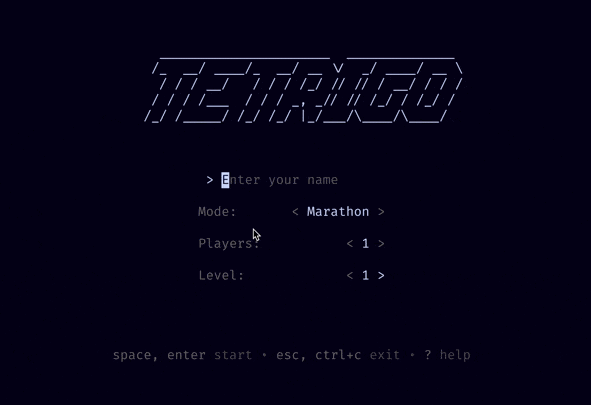 TETRIGO
> Enter your name
Mode: < Marathon >
Players: < 1 >
Level: < 1 >
space, enter start • esc, ctrl+c exit • ? help